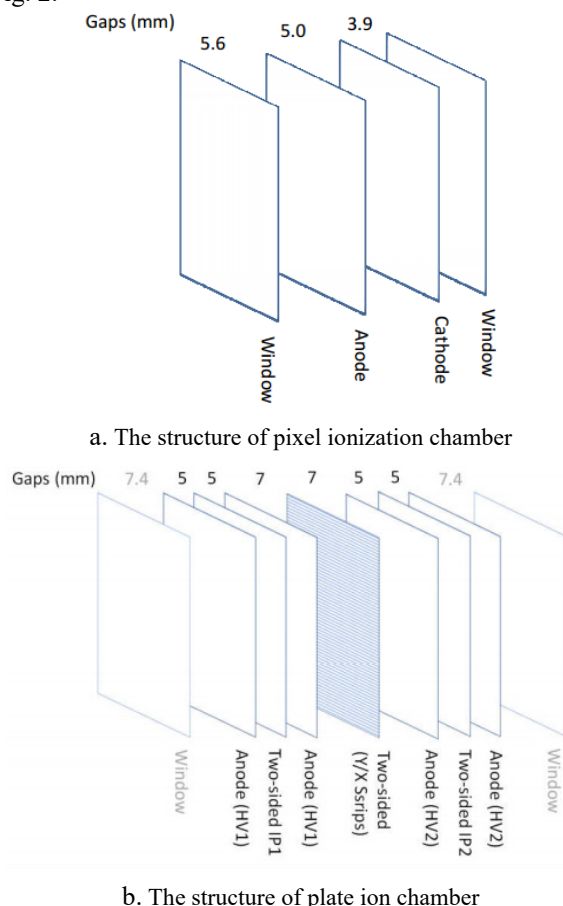 Gaps (mm)
5.6
5.0
3.9
Window
Anode
Cathode
Window
a. The structure of pixel ionization chamber
Gaps (mm) 7.4 5 5 7 7 5 5 7.4
Window
Anode (HV1)
Two-sided IP1
Anode (HV1)
Two-sided
(Y/X Ssrips)
Anode (HV2)
Two-sided IP2
Anode (HV2)
Window
b. The structure of plate ion chamber